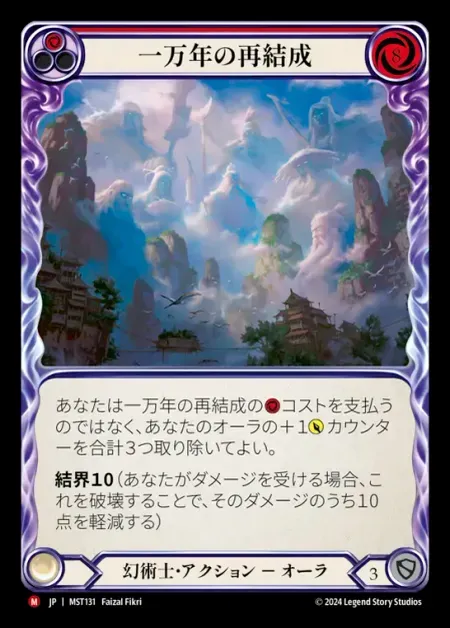 一万年の再結成
8
あなたは一万年の再結成のコストを支払う
のではなく、あなたのオーラの＋1カウンタ
ーを合計3つ取り除いてよい。
結界10（あなたがダメージを受ける場合、こ
れを破壊することで、そのダメージのうち10
点を軽減する）
幻術士・アクション － オーラ
3
M JP | MST131 Faizal Fikri
© 2024 Legend Story Studios